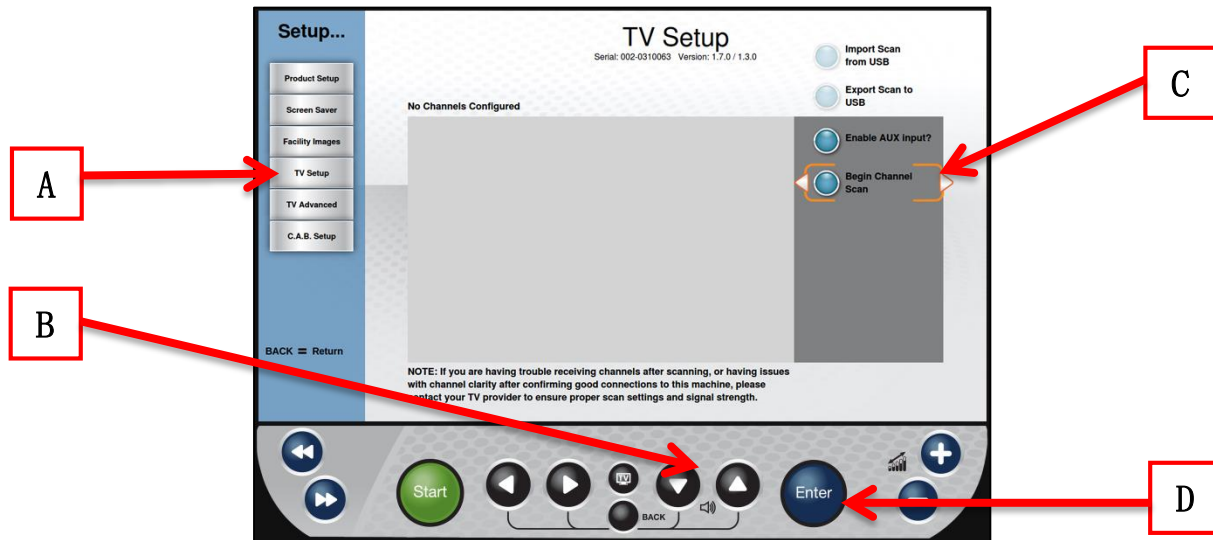 Setup...
TV Setup
Serial: 002-0310063 Version: 1.7.0 / 1.3.0
Import Scan
from USB
Export Scan to
USB
Product Setup
Screen Saver
Facility Images
TV Setup
TV Advanced
C.A.B. Setup
No Channels Configured
Enable AUX input?
Begin Channel
Scan
BACK = Return
NOTE: If you are having trouble receiving channels after scanning, or having issues
with channel clarity after confirming good connections to this machine, please
contact your TV provider to ensure proper scan settings and signal strength.
A
B
C
D
Start
TV
BACK
Enter